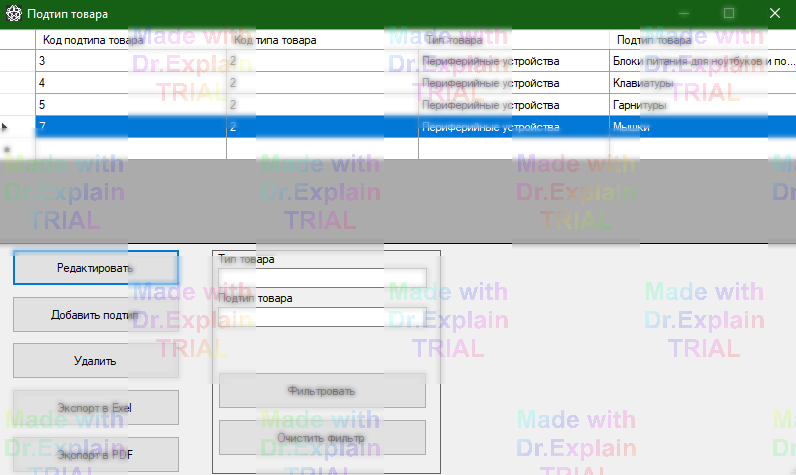 Подтип товара
Код подтипа товара Код типа товара Тип товара Подтип товара
3 2 Периферийные устройства Блоки питания для ноутбуков и по...
4 2 Периферийные устройства Клавиатуры
5 2 Периферийные устройства Гарнитуры
7 2 Периферийные устройства Мышки
Редактировать
Добавить подтип
Удалить
Экспорт в Exel
Экспорт в PDF
Тип товара
Подтип товара
Фильтровать
Очистить фильтр
Made with
Dr.Explain
TRIAL
Made with
Dr.Explain
TRIAL
Made with
Dr.Explain
TRIAL
Made with
Dr.Explain
TRIAL
Made with
Dr.Explain
TRIAL
Made with
Dr.Explain
TRIAL
Made with
Dr.Explain
TRIAL
Made with
Dr.Explain
TRIAL
Made with
Dr.Explain
TRIAL
Made with
Dr.Explain
TRIAL
Made with
Dr.Explain
TRIAL
Made with
Dr.Explain
TRIAL